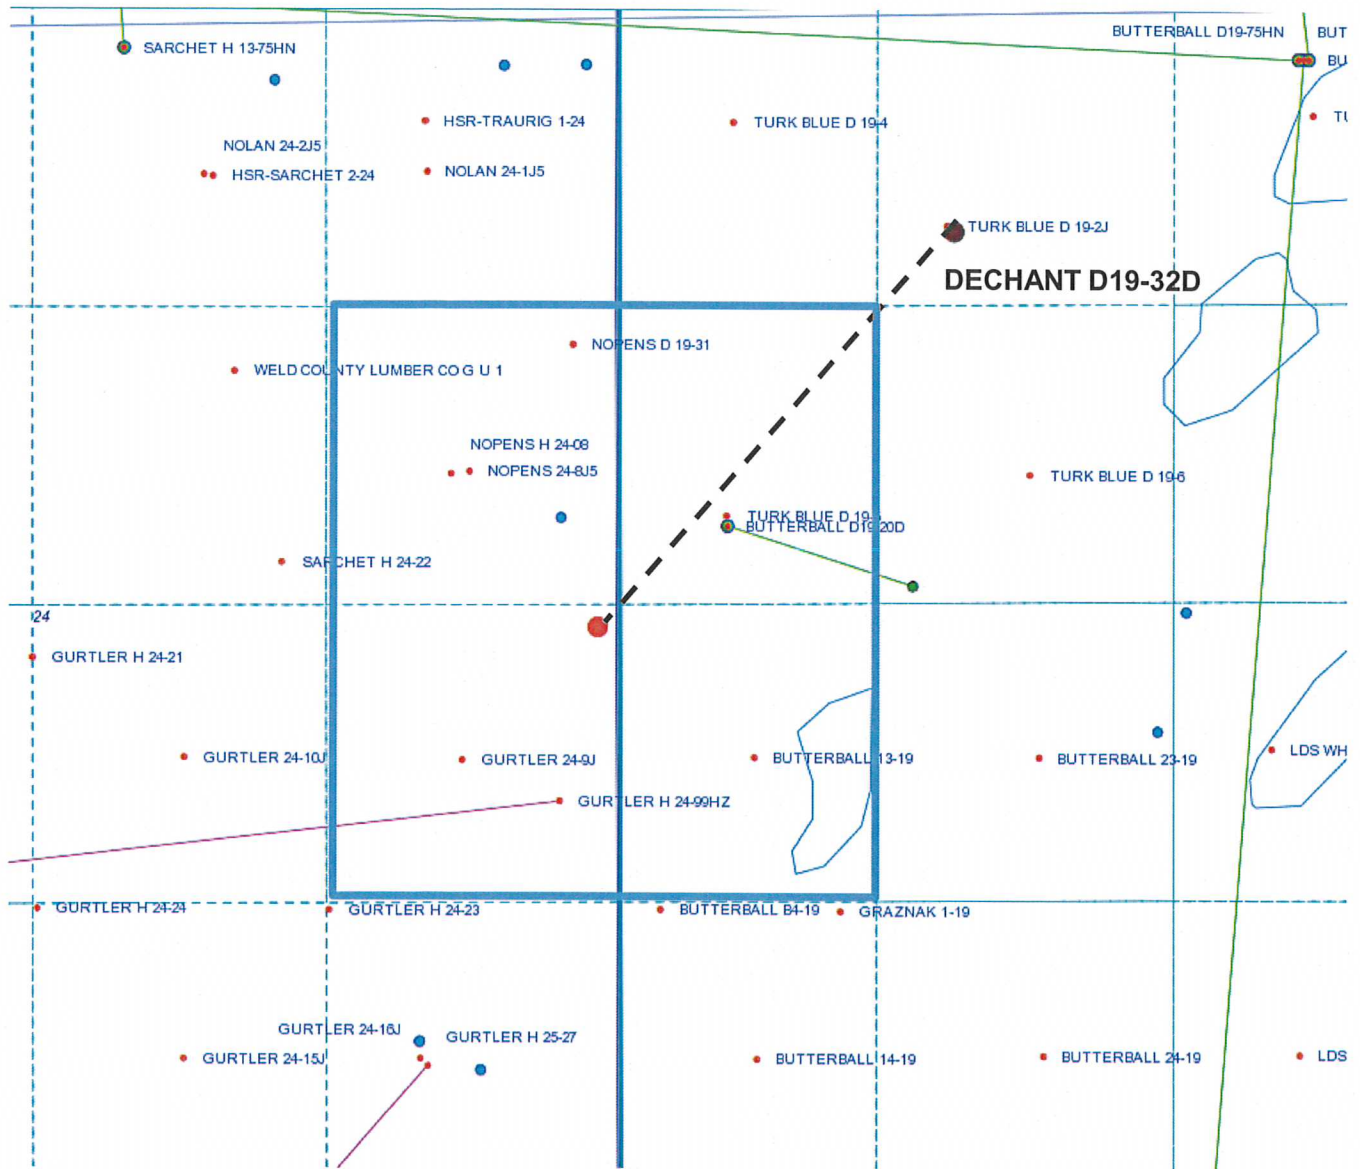 BUTTERBALL D19-75HN
BUT
SARCHET H 13-75HN
BU
HSR-TRAURIG 1-24
TURK BLUE D 19-4
TU
NOLAN 24-2J5
HSR-SARCHET 2-24
NOLAN 24-1J5
TURK BLUE D 19-2J
DECHANT D19-32D
NOPENS D 19-31
WELD COUNTY LUMBER CO G U 1
NOPENS H 24-08
NOPENS 24-8J5
TURK BLUE D 19-6
TURK BLUE D 19-
BUTTERBALL D19-20D
SARCHET H 24-22
24
GURTLER H 24-21
GURTLER 24-10J
GURTLER 24-9J
BUTTERBALL 13-19
BUTTERBALL 23-19
LDS WH
GURTLER H 24-99HZ
GURTLER H 24-24
GURTLER H 24-23
BUTTERBALL B4-19
GRAZNAK 1-19
GURTLER 24-16J
GURTLER H 25-27
GURTLER 24-15J
BUTTERBALL 14-19
BUTTERBALL 24-19
LDS